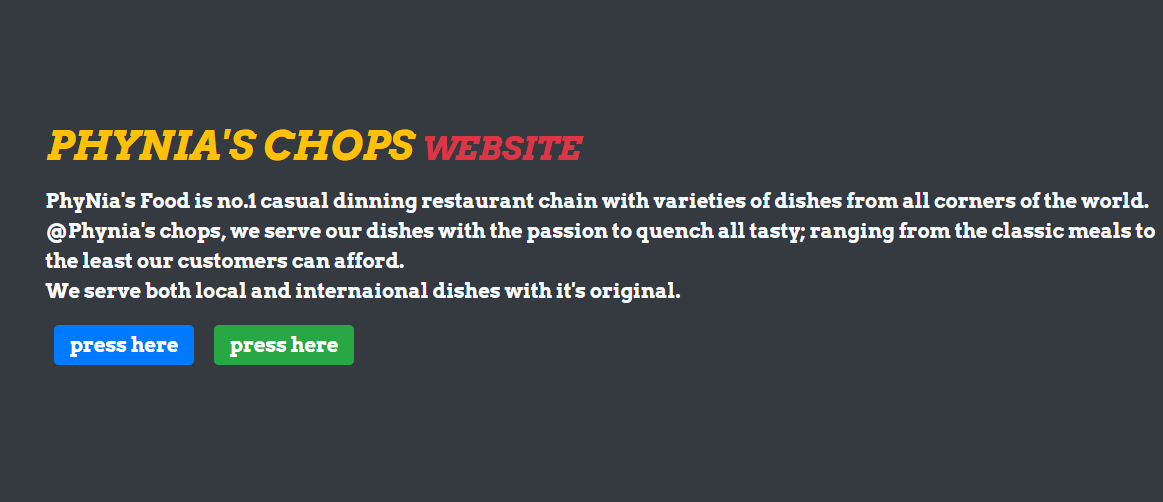 PHYNIA'S CHOPS WEBSITE
PhyNia's Food is no.1 casual dinning restaurant chain with varieties of dishes from all corners of the world.
@Phynia's chops, we serve our dishes with the passion to quench all tasty; ranging from the classic meals to
the least our customers can afford.
We serve both local and internaional dishes with it's original.
press here press here